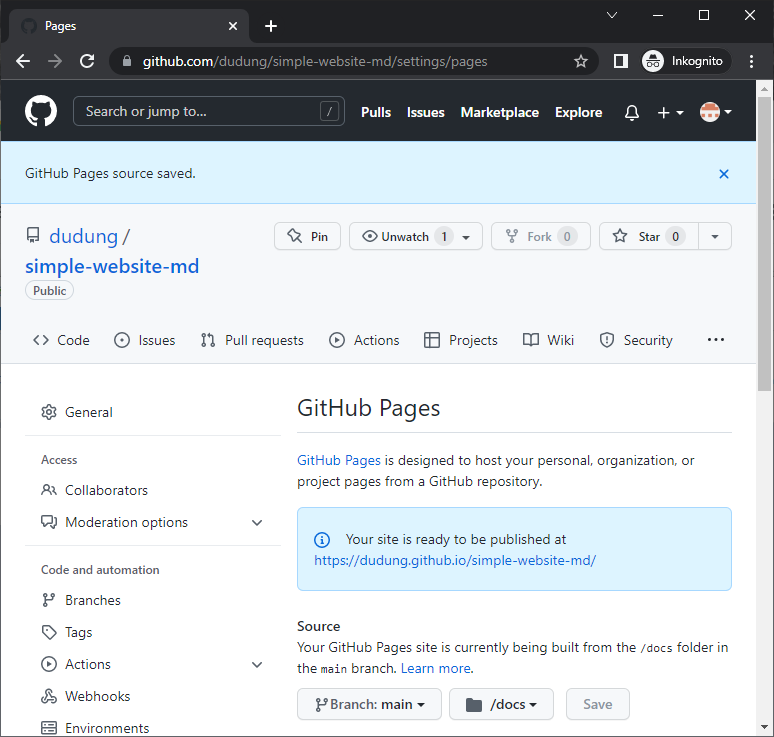 Pages
github.com/dudung/simple-website-md/settings/pages
Inkognito
Search or jump to...
/
Pulls Issues Marketplace Explore
GitHub Pages source saved.
dudung /
simple-website-md
Public
Pin
Unwatch 1
Fork 0
Star 0
Code
Issues
Pull requests
Actions
Projects
Wiki
Security
General
Access
Collaborators
Moderation options
Code and automation
Branches
Tags
Actions
Webhooks
Environments
GitHub Pages
GitHub Pages is designed to host your personal, organization, or
project pages from a GitHub repository.
Your site is ready to be published at
https://dudung.github.io/simple-website-md/
Source
Your GitHub Pages site is currently being built from the /docs folder in
the main branch. Learn more.
Branch: main
/docs
Save